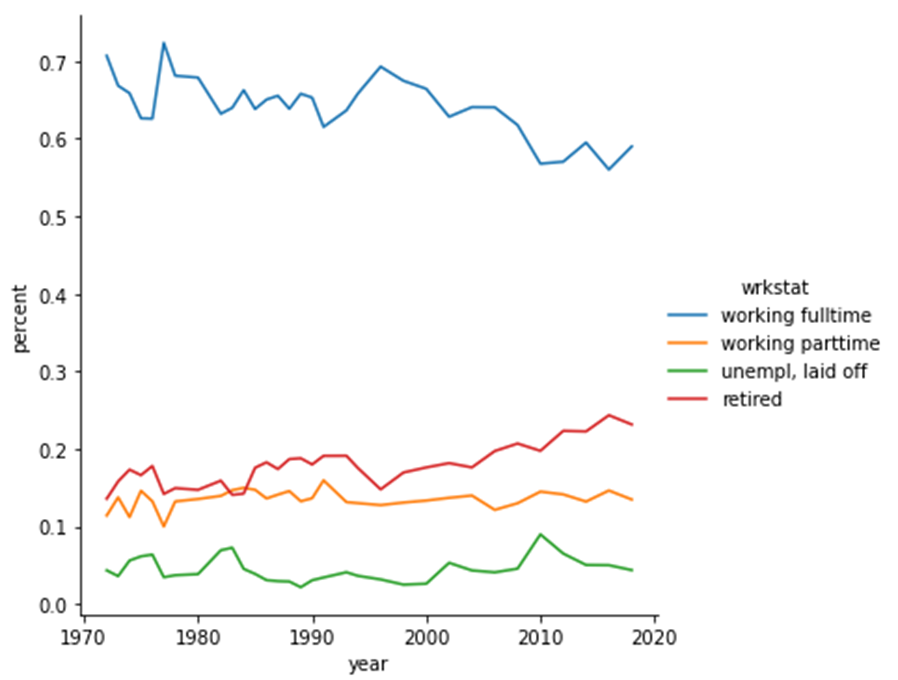 0.7
0.6
0.5
0.4
0.3
0.2
0.1
0.0
percent
1970 1980 1990 2000 2010 2020
year
wrkstat
working fulltime
working parttime
unempl, laid off
retired